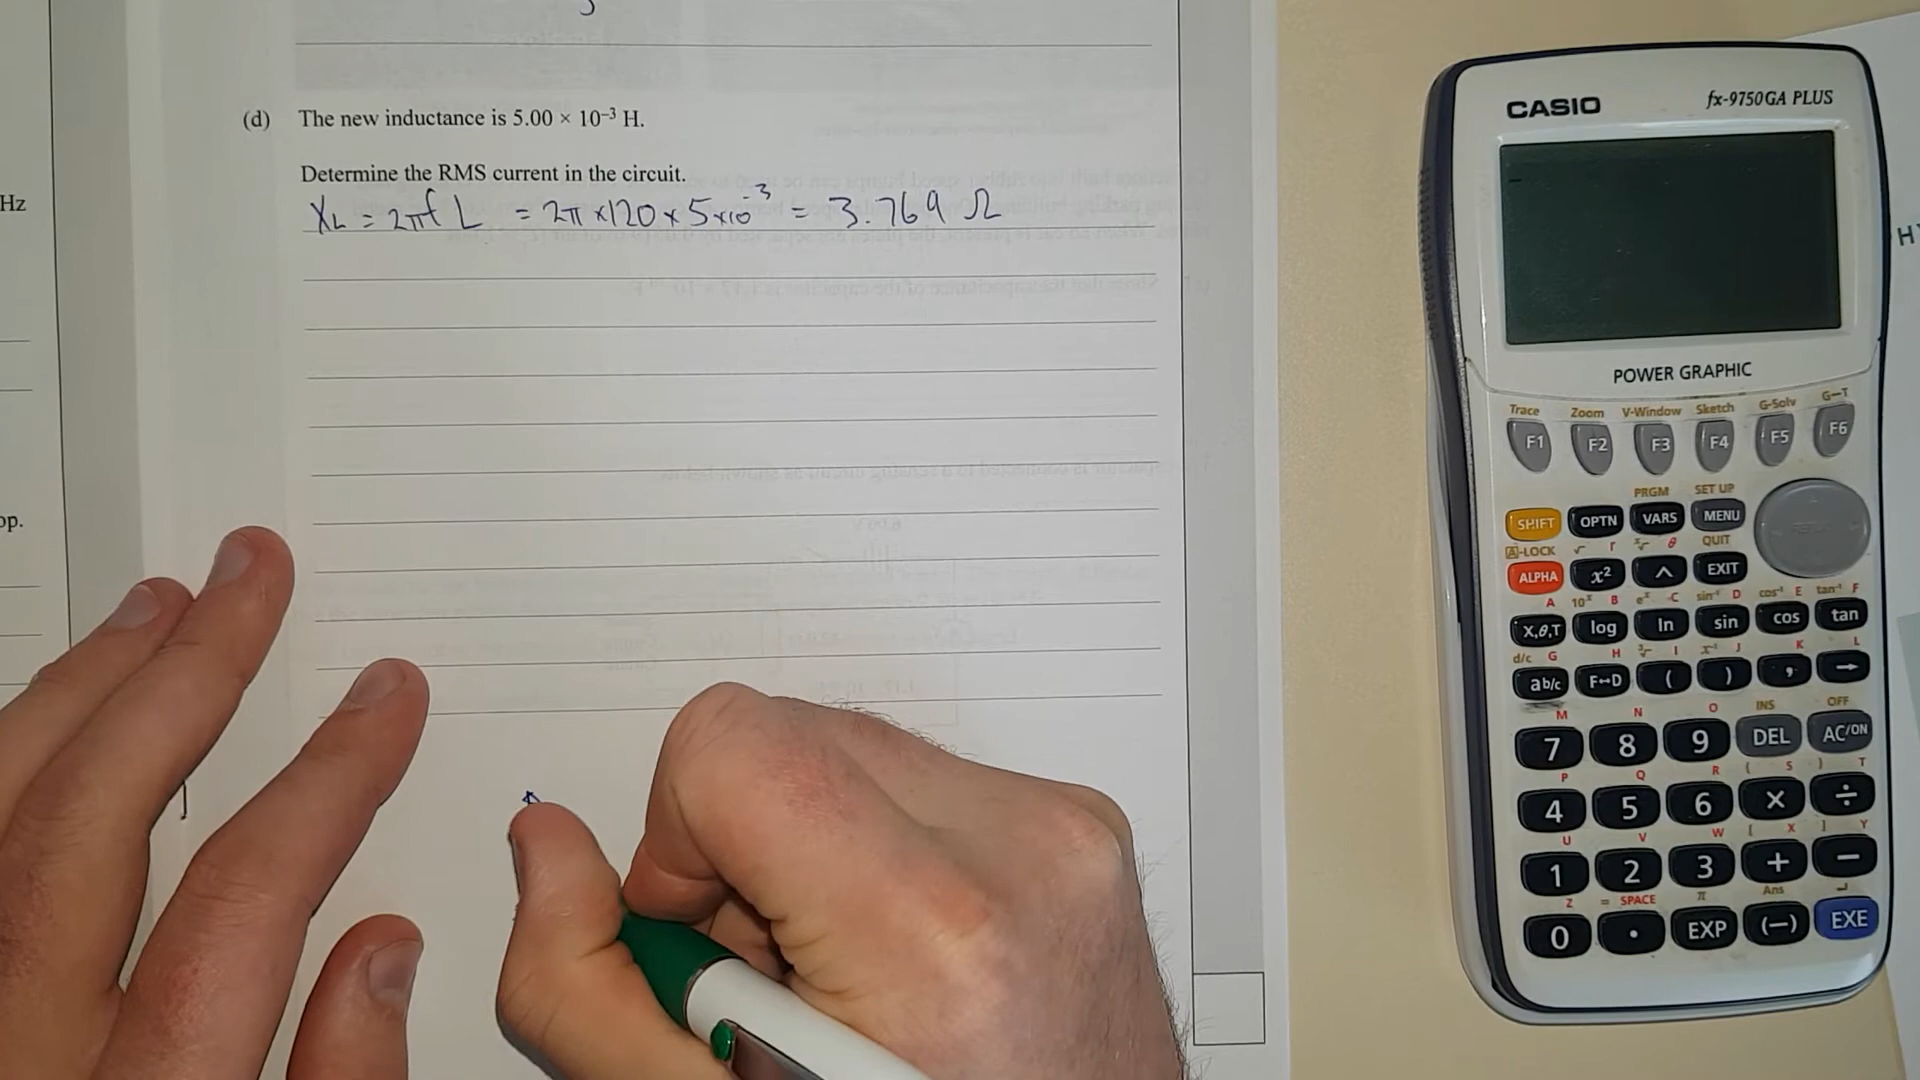 Hz
op.
(d) The new inductance is 5.00 × 10⁻³ H.
Determine the RMS current in the circuit.
X_L = 2πf L = 2π × 120 × 5×10⁻³ = 3.769 Ω
CASIO fx-9750GA PLUS
POWER GRAPHIC
Trace Zoom V-Window Sketch G-Solv G↔T
F1 F2 F3 F4 F5 F6
PRGM SET UP
SHIFT OPTN VARS MENU
A-LOCK √ r ˣ√ θ QUIT
ALPHA x² ^ EXIT
A 10ˣ B eˣ C sin⁻¹ D cos⁻¹ E tan⁻¹ F
X,θ,T log ln sin cos tan
d/c G H ³√ I x⁻¹ J K L
ab/c F↔D ( ) , →
M N O INS OFF
7 8 9 DEL AC/ON
P Q R { S } T
4 5 6 × ÷
U V W [ X ] Y
1 2 3 + −
Z = SPACE π Ans ↵
0 . EXP (−) EXE
H